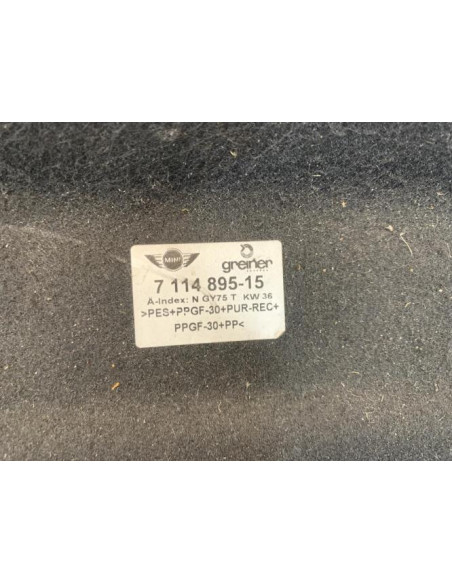 MINI greiner
7 114 895-15
A-Index: N GY75 T KW 36
>PES+PPGF-30+PUR-REC+
PPGF-30+PP<